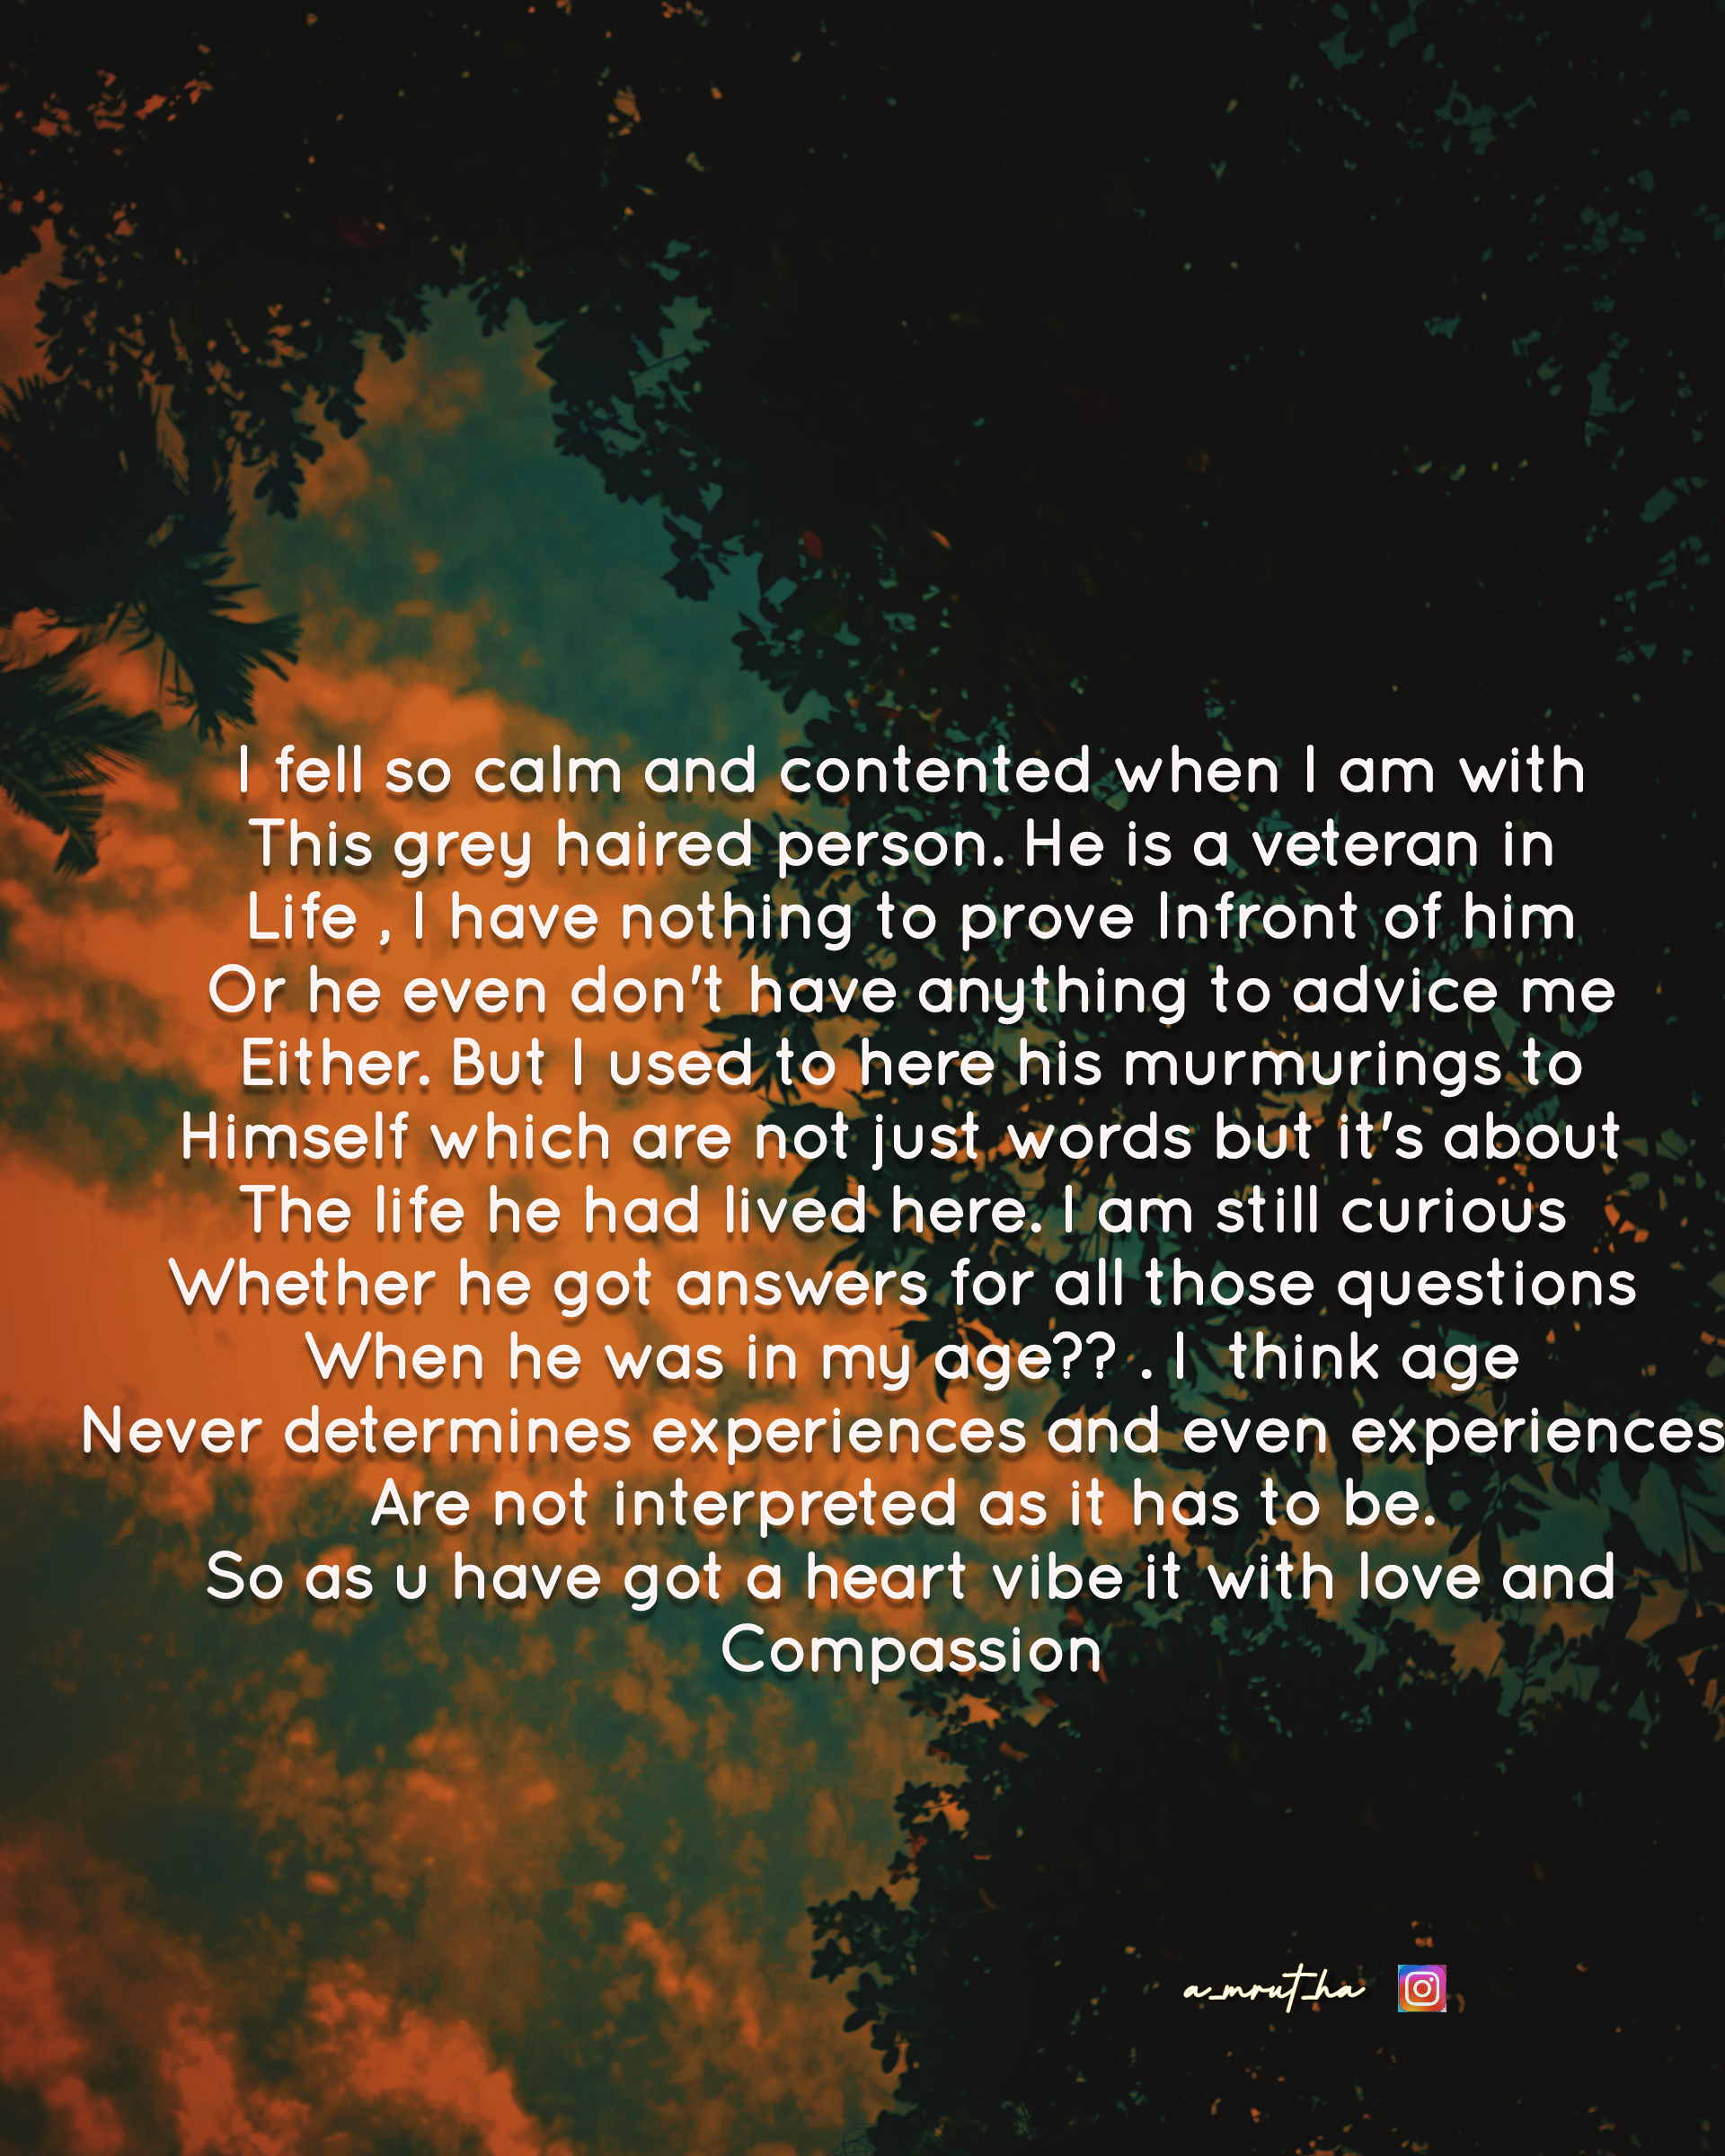 I fell so calm and contented when I am with
This grey haired person. He is a veteran in
Life , I have nothing to prove Infront of him
Or he even don't have anything to advice me
Either. But I used to here his murmurings to
Himself which are not just words but it's about
The life he had lived here. I am still curious
Whether he got answers for all those questions
When he was in my age?? . I  think age
Never determines experiences and even experiences
Are not interpreted as it has to be.
So as u have got a heart vibe it with love and
Compassion
a_mrut_ha